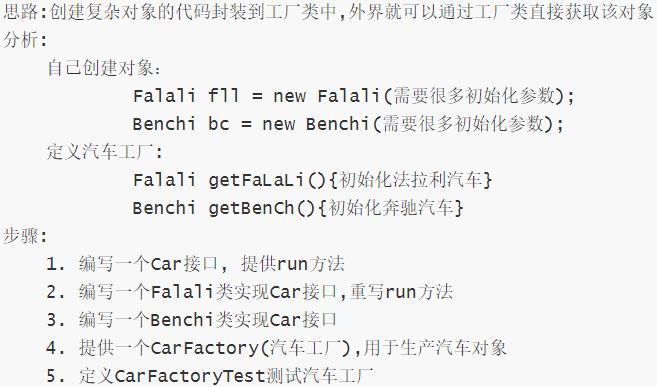 思路:创建复杂对象的代码封装到工厂类中,外界就可以通过工厂类直接获取该对象
分析:
自己创建对象:
Falali fll = new Falali(需要很多初始化参数);
Benchi bc = new Benchi(需要很多初始化参数);
定义汽车工厂:
Falali getFaLaLi(){初始化法拉利汽车}
Benchi getBenCh(){初始化奔驰汽车}
步骤:
1. 编写一个Car接口, 提供run方法
2. 编写一个Falali类实现Car接口,重写run方法
3. 编写一个Benchi类实现Car接口
4. 提供一个CarFactory(汽车工厂),用于生产汽车对象
5. 定义CarFactoryTest测试汽车工厂